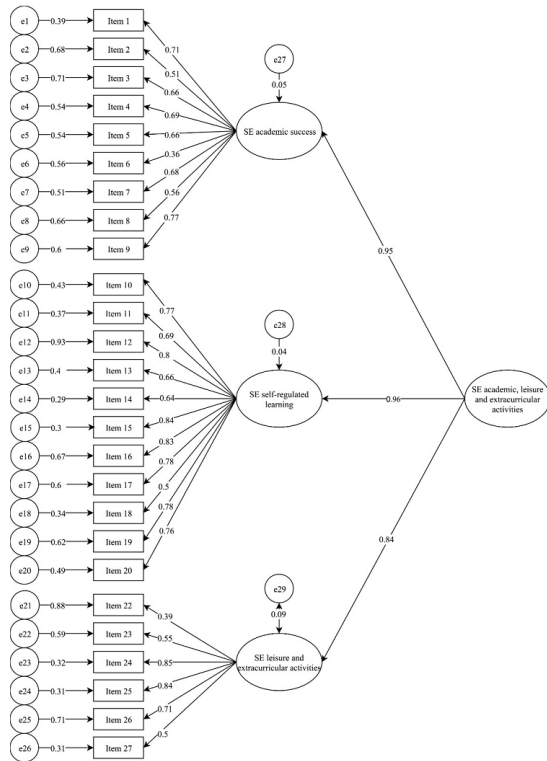 e1 0.39 Item 1
e2 0.68 Item 2
e3 0.71 Item 3
e4 0.54 Item 4
e5 0.54 Item 5
e6 0.56 Item 6
e7 0.51 Item 7
e8 0.66 Item 8
e9 0.6 Item 9
0.71
0.51
0.66
0.69
0.66
0.36
0.68
0.56
0.77
e27
0.05
SE academic success
e10 0.43 Item 10
e11 0.37 Item 11
e12 0.93 Item 12
e13 0.4 Item 13
e14 0.29 Item 14
e15 0.3 Item 15
e16 0.67 Item 16
e17 0.6 Item 17
e18 0.34 Item 18
e19 0.62 Item 19
e20 0.49 Item 20
0.77
0.69
0.8
0.66
0.64
0.84
0.83
0.78
0.5
0.78
0.76
e28
0.04
SE self-regulated
learning
e21 0.88 Item 22
e22 0.59 Item 23
e23 0.32 Item 24
e24 0.31 Item 25
e25 0.71 Item 26
e26 0.31 Item 27
0.39
0.55
0.85
0.84
0.71
0.5
e29
0.09
SE leisure and
extracurricular activities
0.95
0.96
0.84
SE academic, leisure
and extracurricular
activities